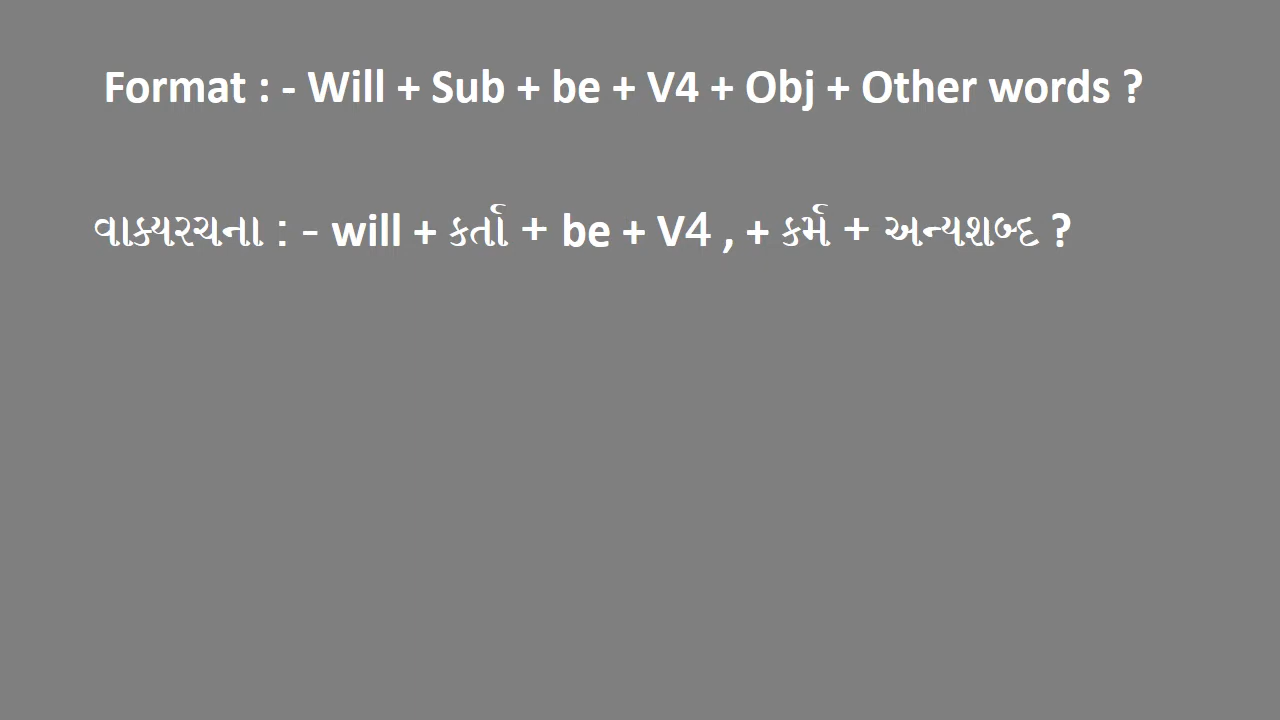 Format : - Will + Sub + be + V4 + Obj + Other words ?
વાક્યરચના : - will + કર્તા + be + V4 , + કર્મ + અન્યશબ્દ ?